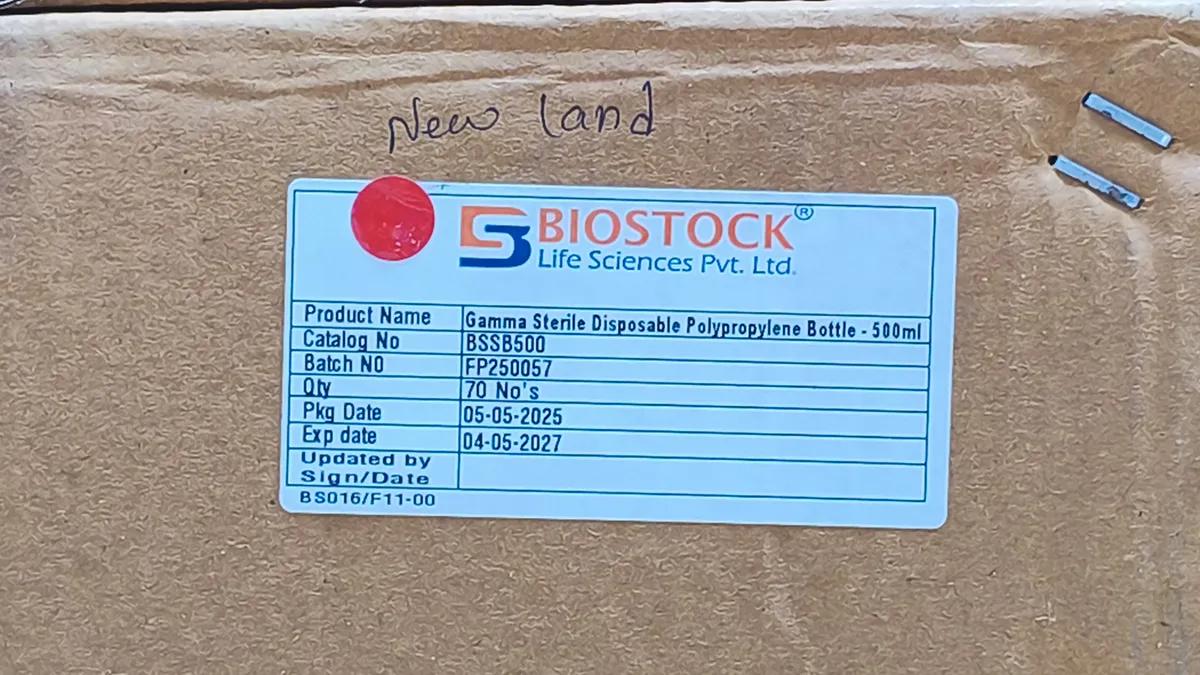 New land
BIOSTOCK®
Life Sciences Pvt. Ltd.
Product Name Gamma Sterile Disposable Polypropylene Bottle - 500ml
Catalog No BSSB500
Batch NO FP250057
Qty 70 No's
Pkg Date 05-05-2025
Exp date 04-05-2027
Updated by
Sign/Date
BS016/F11-00